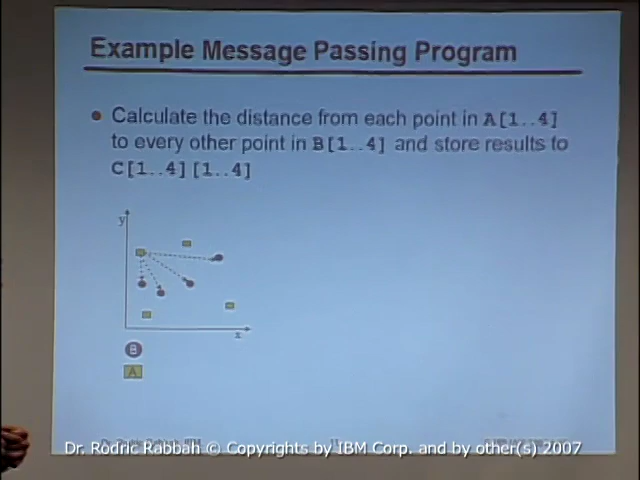 Example Message Passing Program
Calculate the distance from each point in A[1..4]
to every other point in B[1..4] and store results to
C[1..4][1..4]
y
x
B
A
Dr. Rodric Rabbah © Copyrights by IBM Corp. and by other(s) 2007